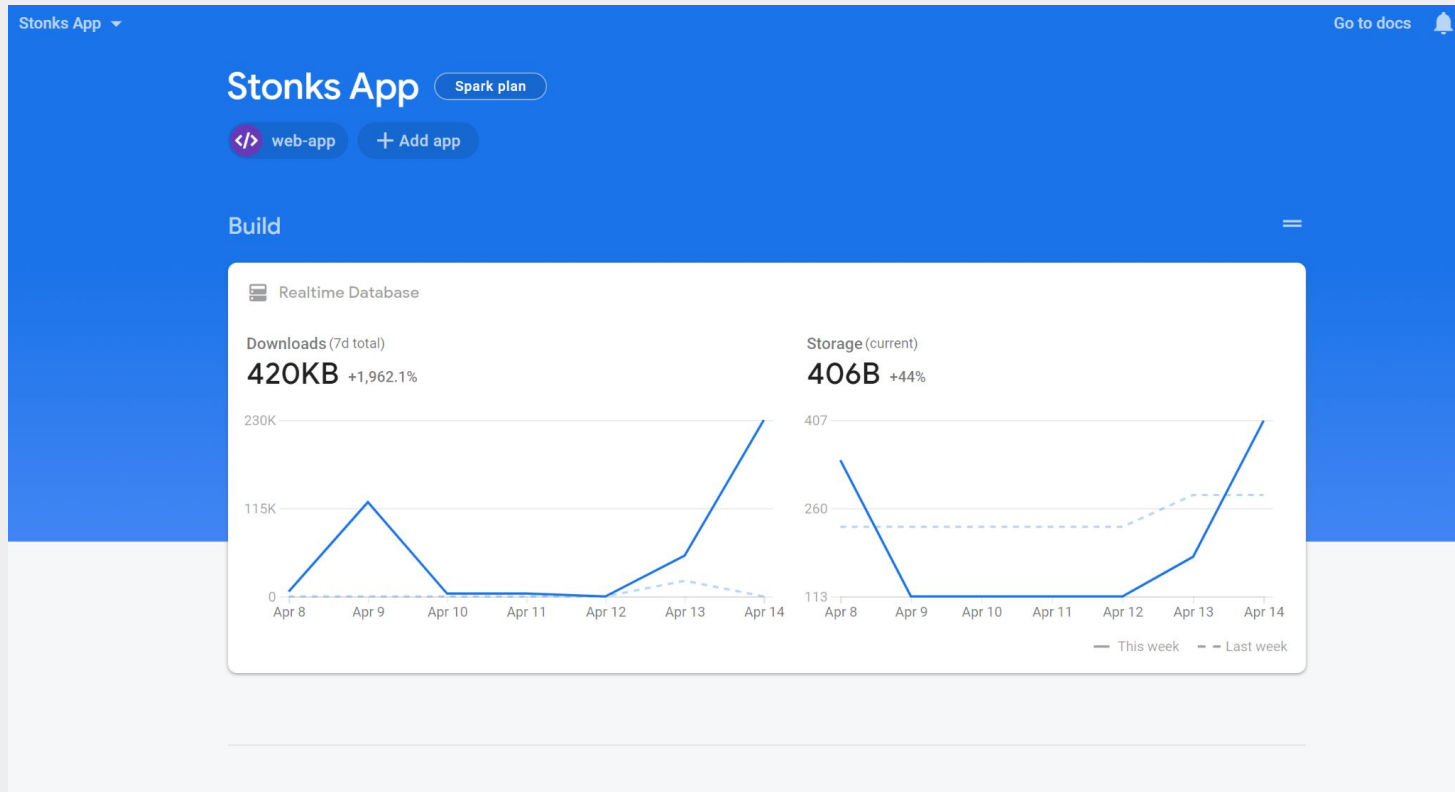 Stonks App
Go to docs
Stonks App
Spark plan
</> web-app
+ Add app
Build
Realtime Database
Downloads (7d total)
420KB +1,962.1%
230K
115K
0
Apr 8 Apr 9 Apr 10 Apr 11 Apr 12 Apr 13 Apr 14
Storage (current)
406B +44%
407
260
113
Apr 8 Apr 9 Apr 10 Apr 11 Apr 12 Apr 13 Apr 14
This week
Last week